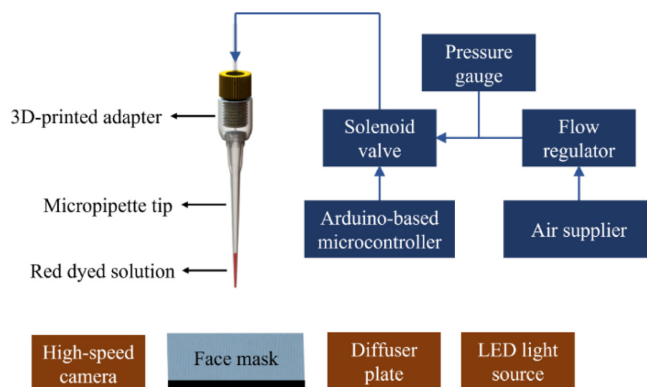 Pressure
gauge
3D-printed adapter
Solenoid
valve
Flow
regulator
Micropipette tip
Arduino-based
microcontroller
Air supplier
Red dyed solution
High-speed
camera
Face mask
Diffuser
plate
LED light
source